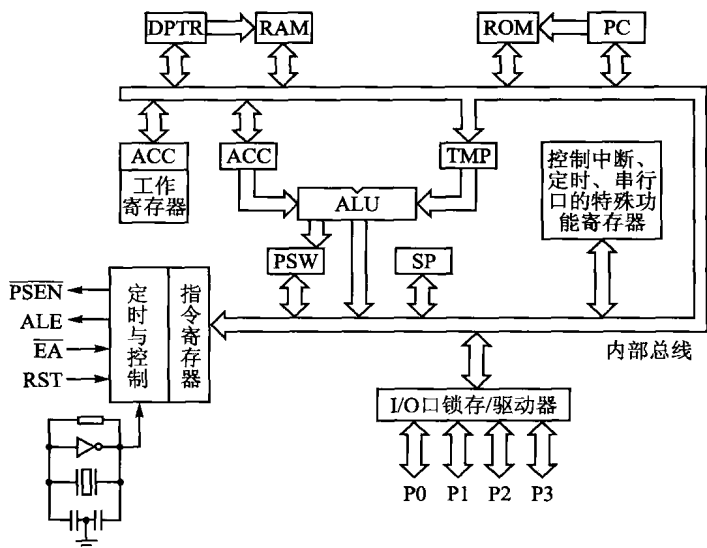 DPTR
RAM
ROM
PC
ACC
工作
寄存器
ACC
TMP
控制中断、
定时、串行
口的特殊功
能寄存器
ALU
PSW
SP
PSEN
ALE
EA
RST
定时与控制
指令寄存器
内部总线
I/O口锁存/驱动器
P0
P1
P2
P3